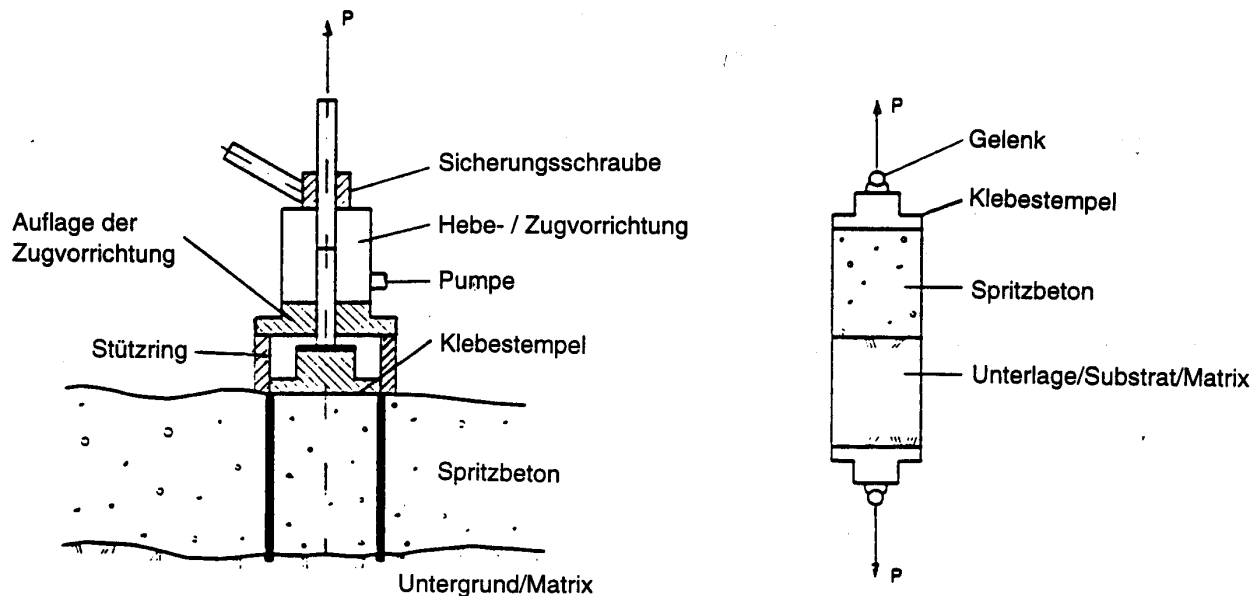 P
Sicherungsschraube
Auflage der
Zugvorrichtung
Hebe- / Zugvorrichtung
Pumpe
Stützring
Klebestempel
Spritzbeton
Untergrund/Matrix
P
Gelenk
Klebestempel
Spritzbeton
Unterlage/Substrat/Matrix
P